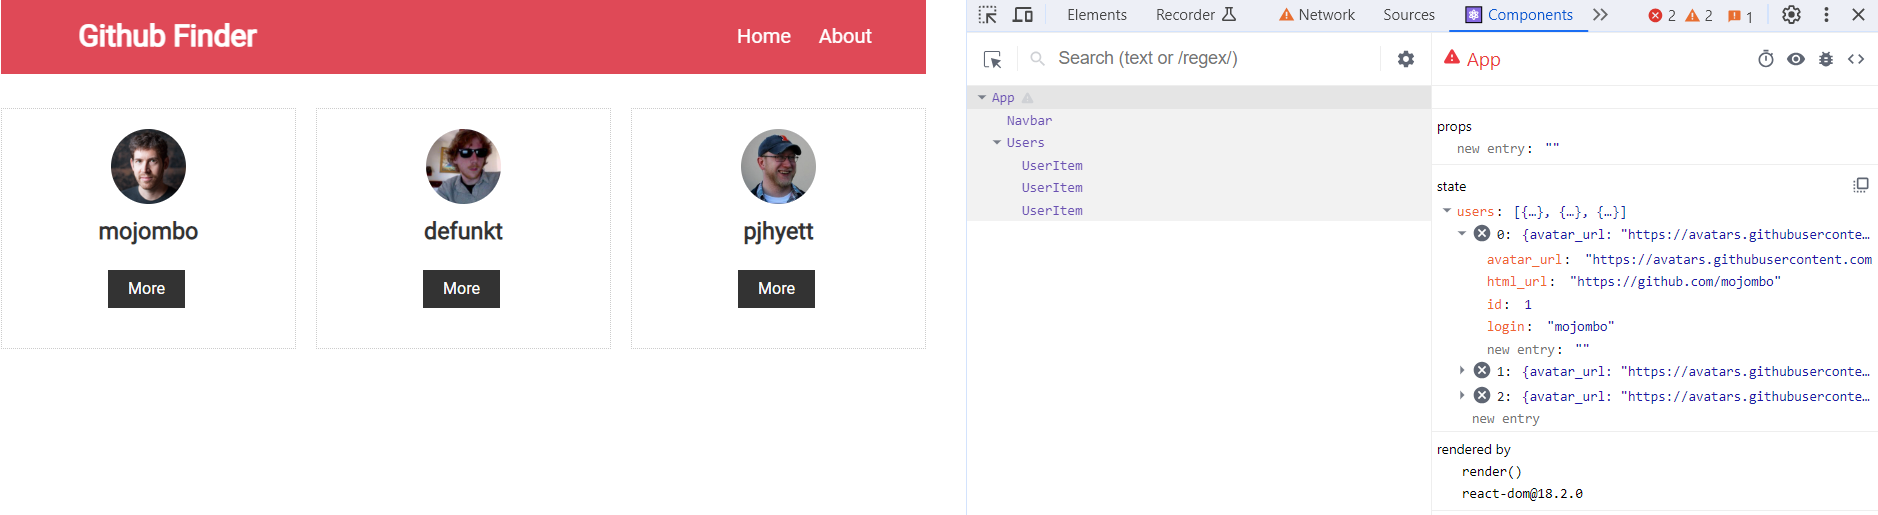 Github Finder
Home About
mojombo
More
defunkt
More
pjhyett
More
Elements Recorder Network Sources Components 2 2 1
Search (text or /regex/)
App
Navbar
Users
UserItem
UserItem
UserItem
App
props
new entry: ""
state
users: [{…}, {…}, {…}]
0: {avatar_url: "https://avatars.githubuserconte…
avatar_url: "https://avatars.githubusercontent.com
html_url: "https://github.com/mojombo"
id: 1
login: "mojombo"
new entry: ""
1: {avatar_url: "https://avatars.githubuserconte…
2: {avatar_url: "https://avatars.githubuserconte…
new entry
rendered by
render()
react-dom@18.2.0